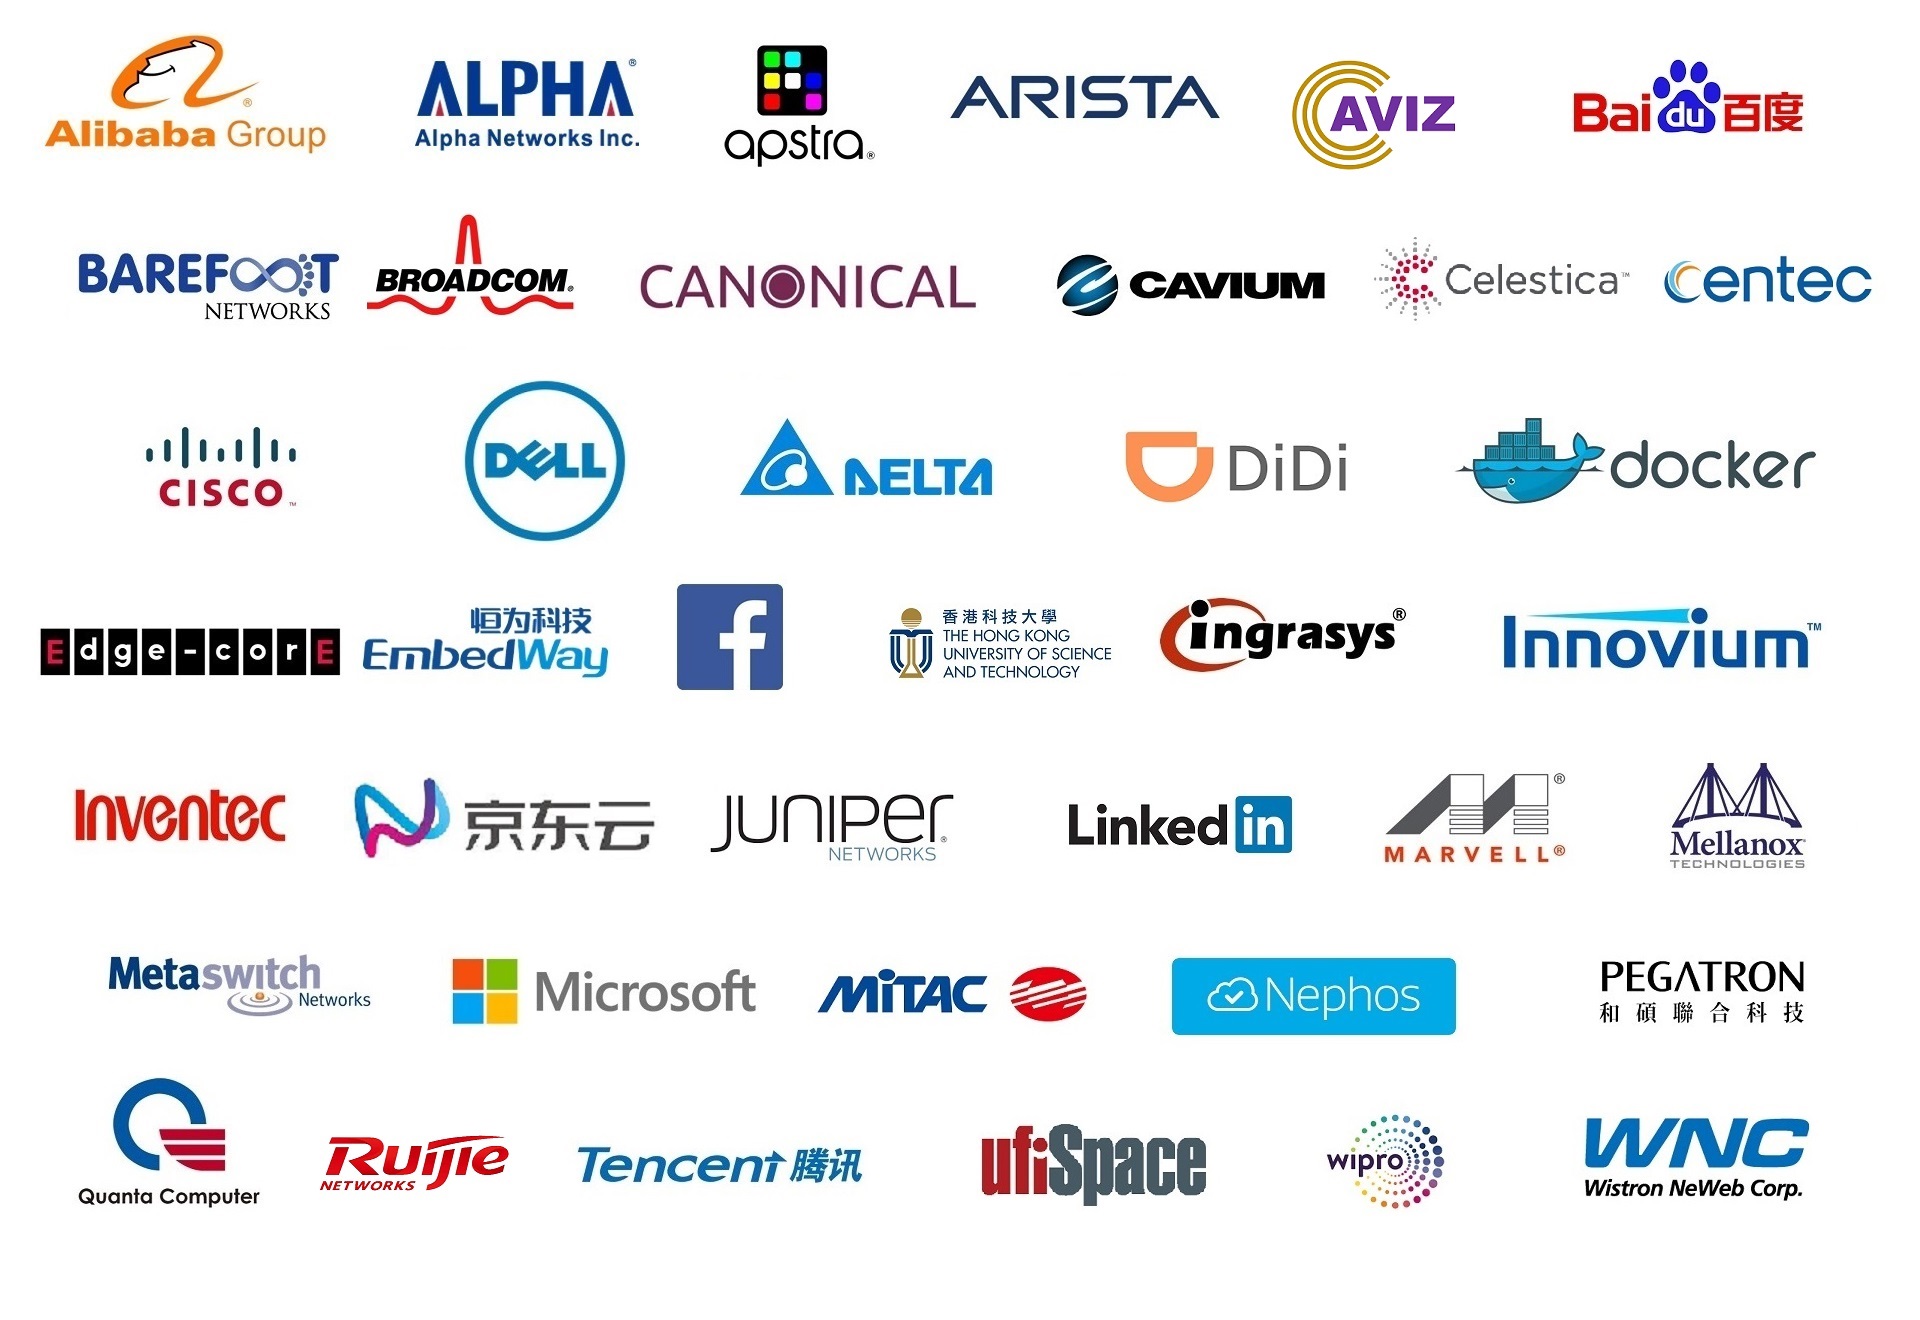 Alibaba Group®
ALPHA®
Alpha Networks Inc.
apstra®
ARISTA
AVIZ
Bai du 百度
BAREFOOT
NETWORKS
BROADCOM®
CANONICAL
CAVIUM
Celestica™
centec
CISCO™
DELL
DELTA
DiDi
docker
Edge-corE
恒为科技
EmbedWay
f
香港科技大學
THE HONG KONG
UNIVERSITY OF SCIENCE
AND TECHNOLOGY
ingrasys®
Innovium™
Inventec
京东云
JUNIPer®
NETWORKS
Linked in
MARVELL®
Mellanox
TECHNOLOGIES
Metaswitch
Networks
Microsoft
MiTAC
Nephos
PEGATRON
和碩聯合科技
Quanta Computer
Ruijie
NETWORKS
Tencent 腾讯
ufiSpace
wipro
WNC
Wistron NeWeb Corp.